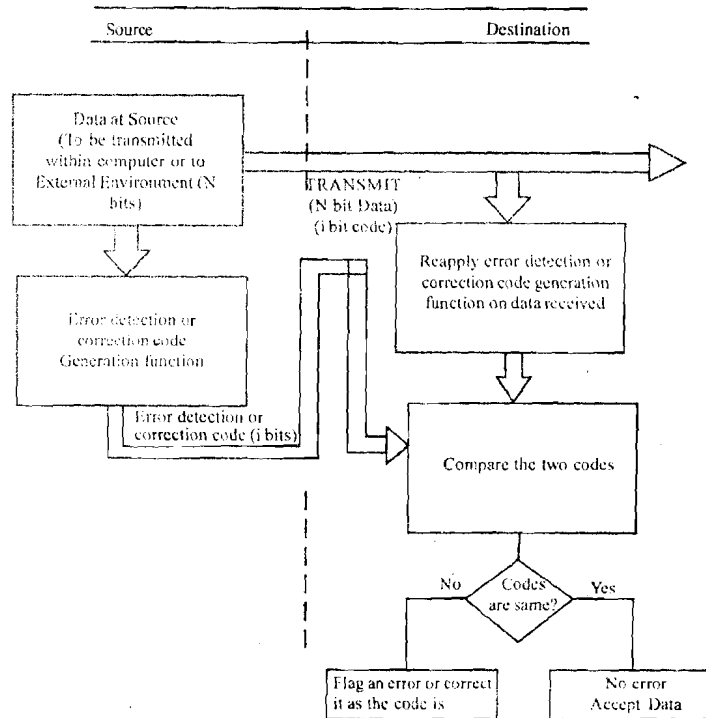 Source
Destination
Data at Source
(To be transmitted
within computer or to
External Environment (N
bits)
TRANSMIT
(N bit Data)
(i bit code)
Reapply error detection or
correction code generation
function on data received
Error detection or
correction code
Generation function
Error detection or
correction code (i bits)
Compare the two codes
No
Codes
are same?
Yes
Flag an error or correct
it as the code is
No error
Accept Data